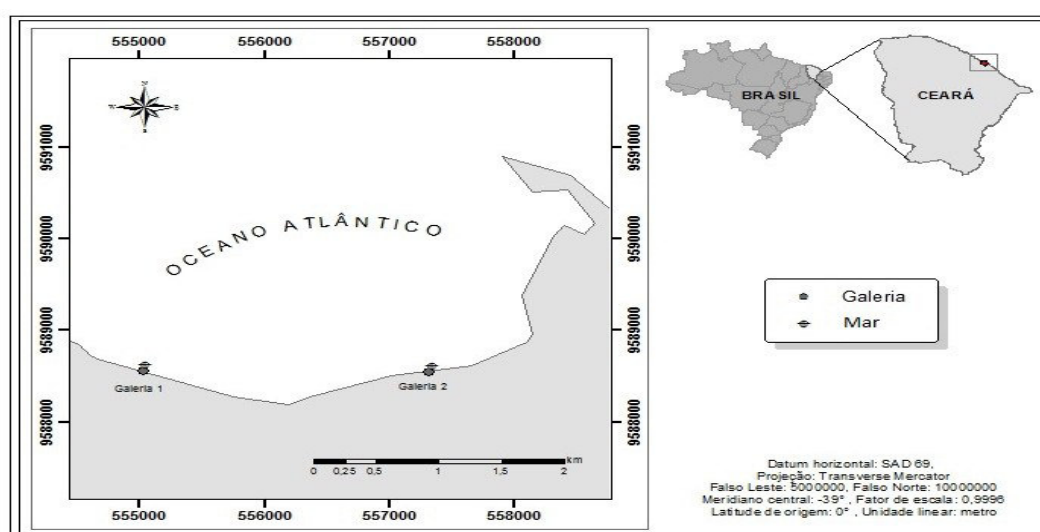 555000 556000 557000 558000
N
W E
S
9591000 9591000
9590000 9590000
9589000 9589000
9588000 9588000
OCEANO ATLÂNTICO
Galeria 1
Galeria 2
km
0 0,25 0,5 1 1,5 2
555000 556000 557000 558000
BRASIL
CEARÁ
Galeria
Mar
Datum horizontal: SAD 69,
Projeção: Transverse Mercator
Falso Leste: 5000000, Falso Norte: 10000000
Meridiano central: -39°, Fator de escala: 0,9996
Latitude de origem: 0°, Unidade linear: metro